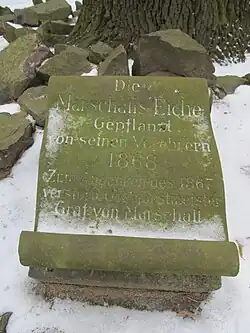 Die
Marschalls-Eiche
Gepflanzt
von seinen Verehrern
1868
Zum Andenken des 1867
Graf von Marschall